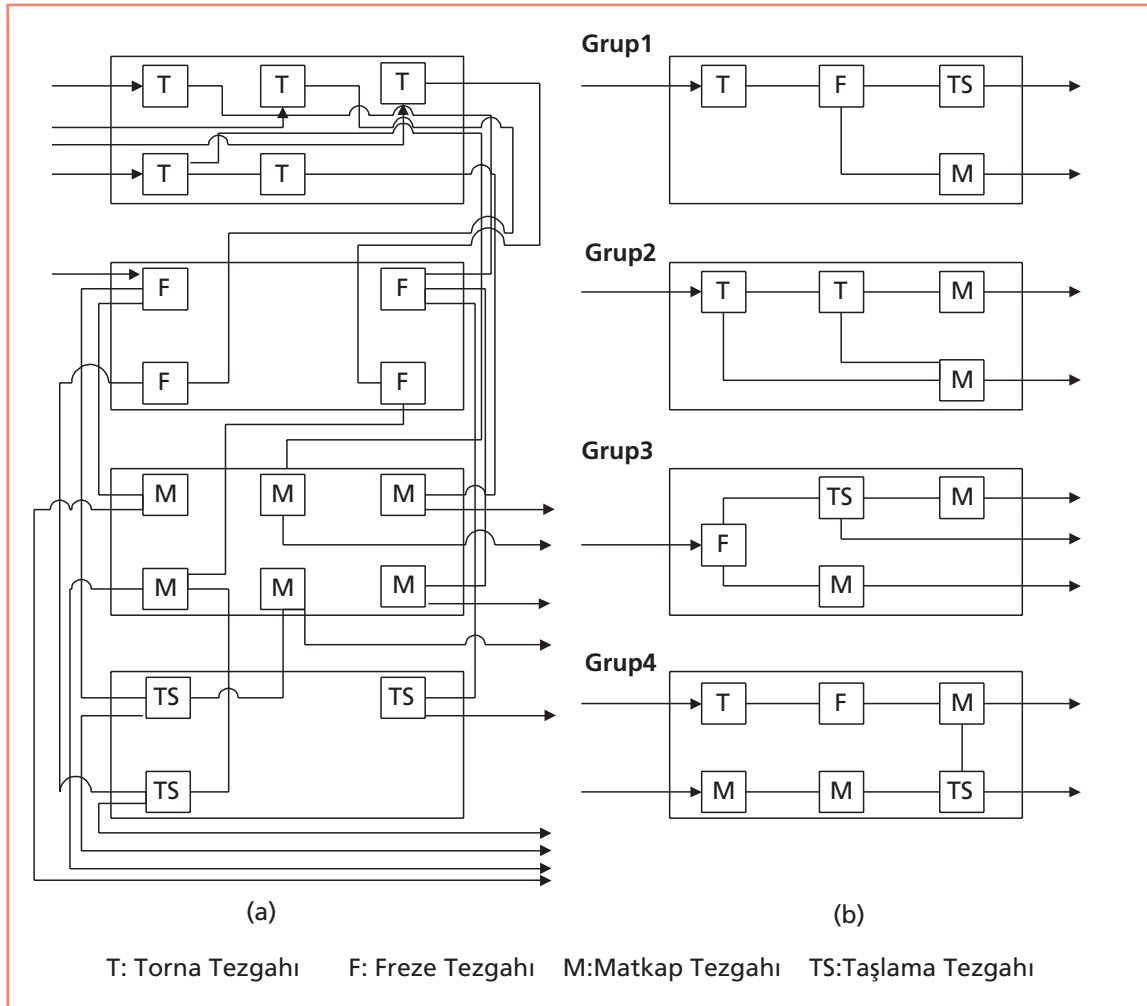 T T T
T T
F F
F F
M M M
M M M
TS TS
TS
(a)
Grup1
T F TS
M
Grup2
T T M
M
Grup3
TS M
F
M
Grup4
T F M
M M TS
(b)
T: Torna Tezgahı F: Freze Tezgahı M:Matkap Tezgahı TS:Taşlama Tezgahı